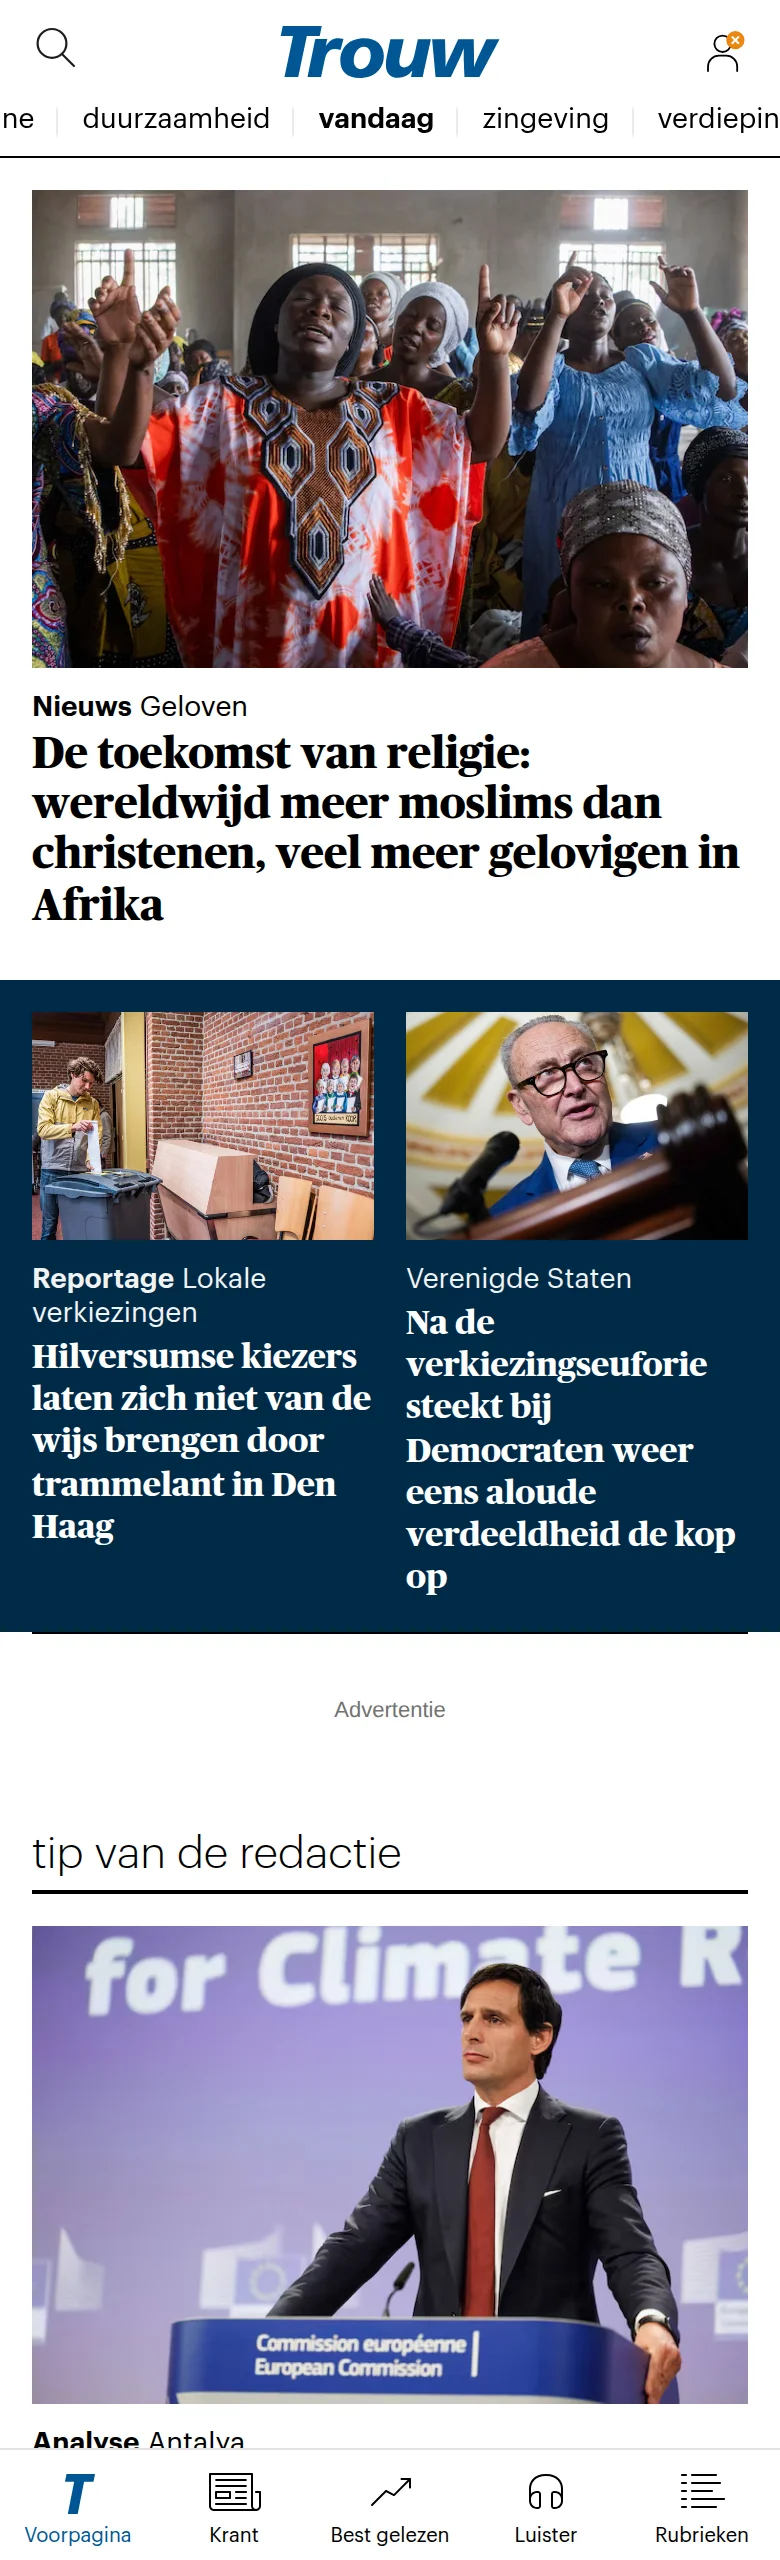 Trouw
ne
duurzaamheid
vandaag
zingeving
verdiepin
Nieuws Geloven
De toekomst van religie:
wereldwijd meer moslims dan
christenen, veel meer gelovigen in
Afrika
Reportage Lokale
verkiezingen
Hilversumse kiezers
laten zich niet van de
wijs brengen door
trammelant in Den
Haag
Verenigde Staten
Na de
verkiezingseuforie
steekt bij
Democraten weer
eens aloude
verdeeldheid de kop
op
Advertentie
tip van de redactie
for Climate R
Commission européenne
European Commission
Analyse Antalya
T
Voorpagina
Krant
Best gelezen
Luister
Rubrieken